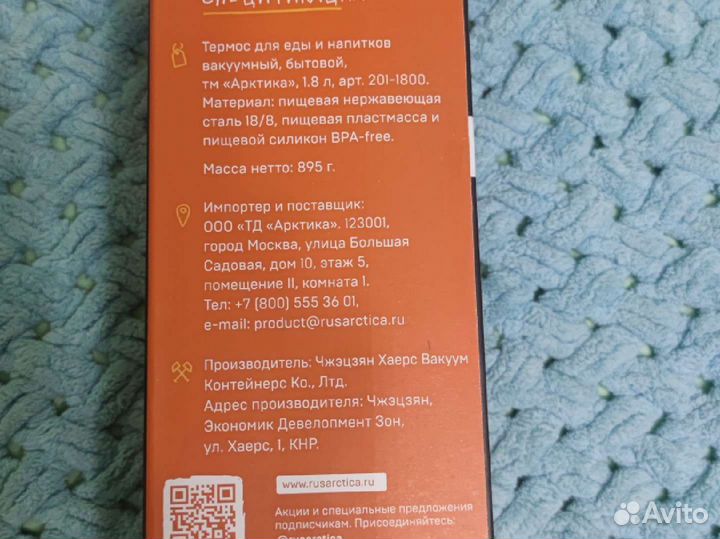 Спецификация
Термос для еды и напитков
вакуумный, бытовой,
тм «Арктика», 1.8 л, арт. 201-1800.
Материал: пищевая нержавеющая
сталь 18/8, пищевая пластмасса и
пищевой силикон BPA-free.
Масса нетто: 895 г.
Импортер и поставщик:
ООО «ТД «Арктика». 123001,
город Москва, улица Большая
Садовая, дом 10, этаж 5,
помещение II, комната 1.
Тел: +7 (800) 555 36 01,
e-mail: product@rusarctica.ru
Производитель: Чжэцзян Хаерс Вакуум
Контейнерс Ко., Лтд.
Адрес производителя: Чжэцзян,
Экономик Девелопмент Зон,
ул. Хаерс, 1, КНР.
www.rusarctica.ru
Акции и специальные предложения
подписчикам. Присоединяйтесь:
@rusarctica
Avito